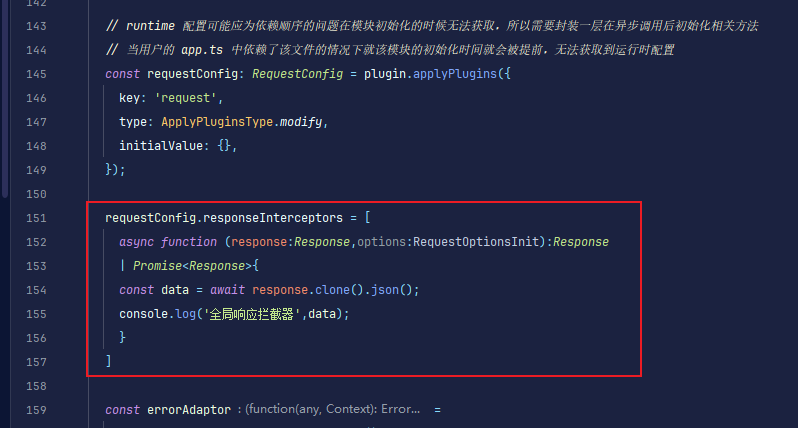 142
143 // runtime 配置可能应为依赖顺序的问题在模块初始化的时候无法获取，所以需要封装一层在异步调用后初始化相关方法
144 // 当用户的 app.ts 中依赖了该文件的情况下就该模块的初始化时间就会被提前，无法获取到运行时配置
145 const requestConfig: RequestConfig = plugin.applyPlugins({
146 key: 'request',
147 type: ApplyPluginsType.modify,
148 initialValue: {},
149 });
150
151 requestConfig.responseInterceptors = [
152 async function (response:Response,options:RequestOptionsInit):Response
153 | Promise<Response>{
154 const data = await response.clone().json();
155 console.log('全局响应拦截器',data);
156 }
157 ]
158
159 const errorAdaptor : (function(any, Context): Error... =